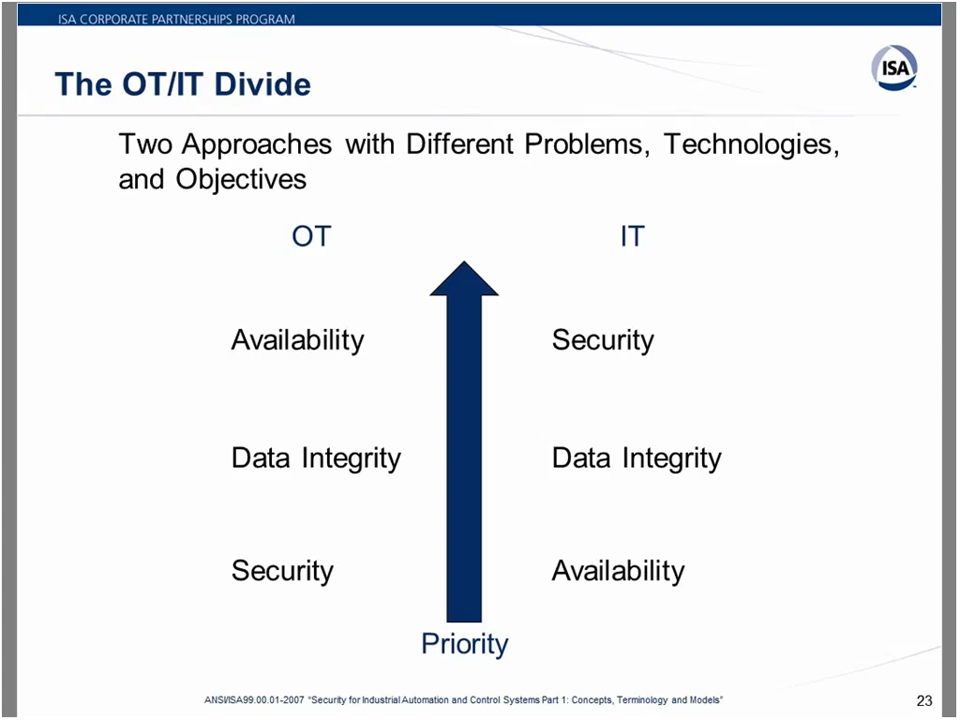 ISA CORPORATE PARTNERSHIPS PROGRAM
The OT/IT Divide
ISA
Two Approaches with Different Problems, Technologies,
and Objectives
OT IT
Availability Security
Data Integrity Data Integrity
Security Availability
Priority
ANSI/ISA99.00.01-2007 "Security for Industrial Automation and Control Systems Part 1: Concepts, Terminology and Models"
23